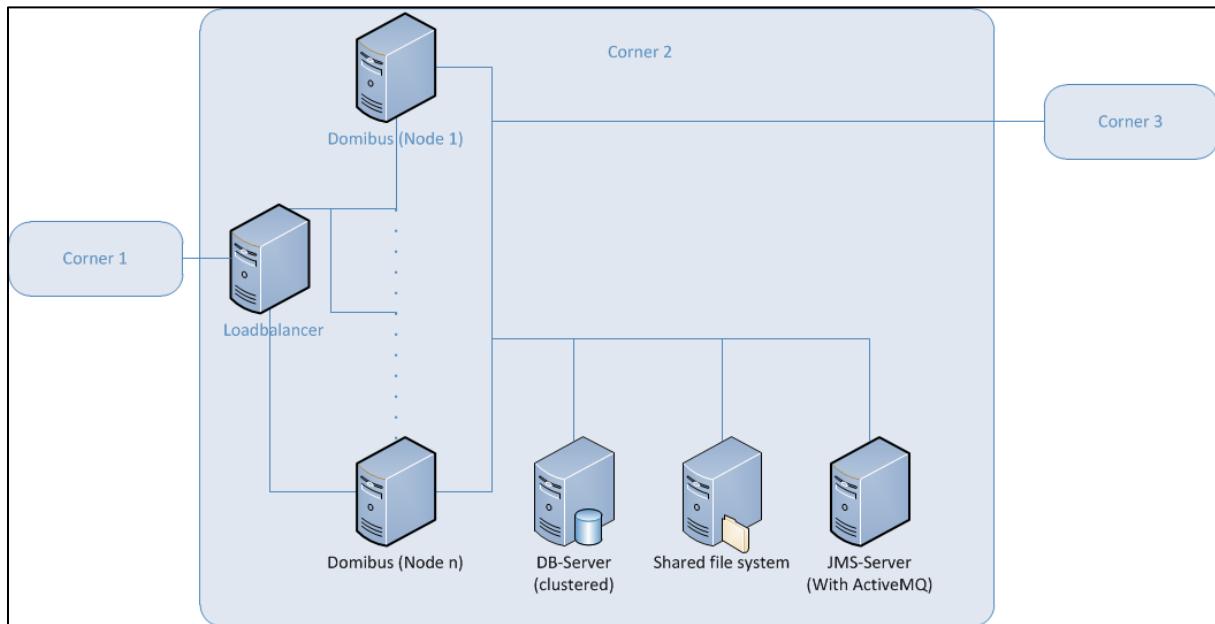 Corner 2
Domibus (Node 1)
Corner 3
Corner 1
Loadbalancer
Domibus (Node n)
DB-Server
(clustered)
Shared file system
JMS-Server
(With ActiveMQ)